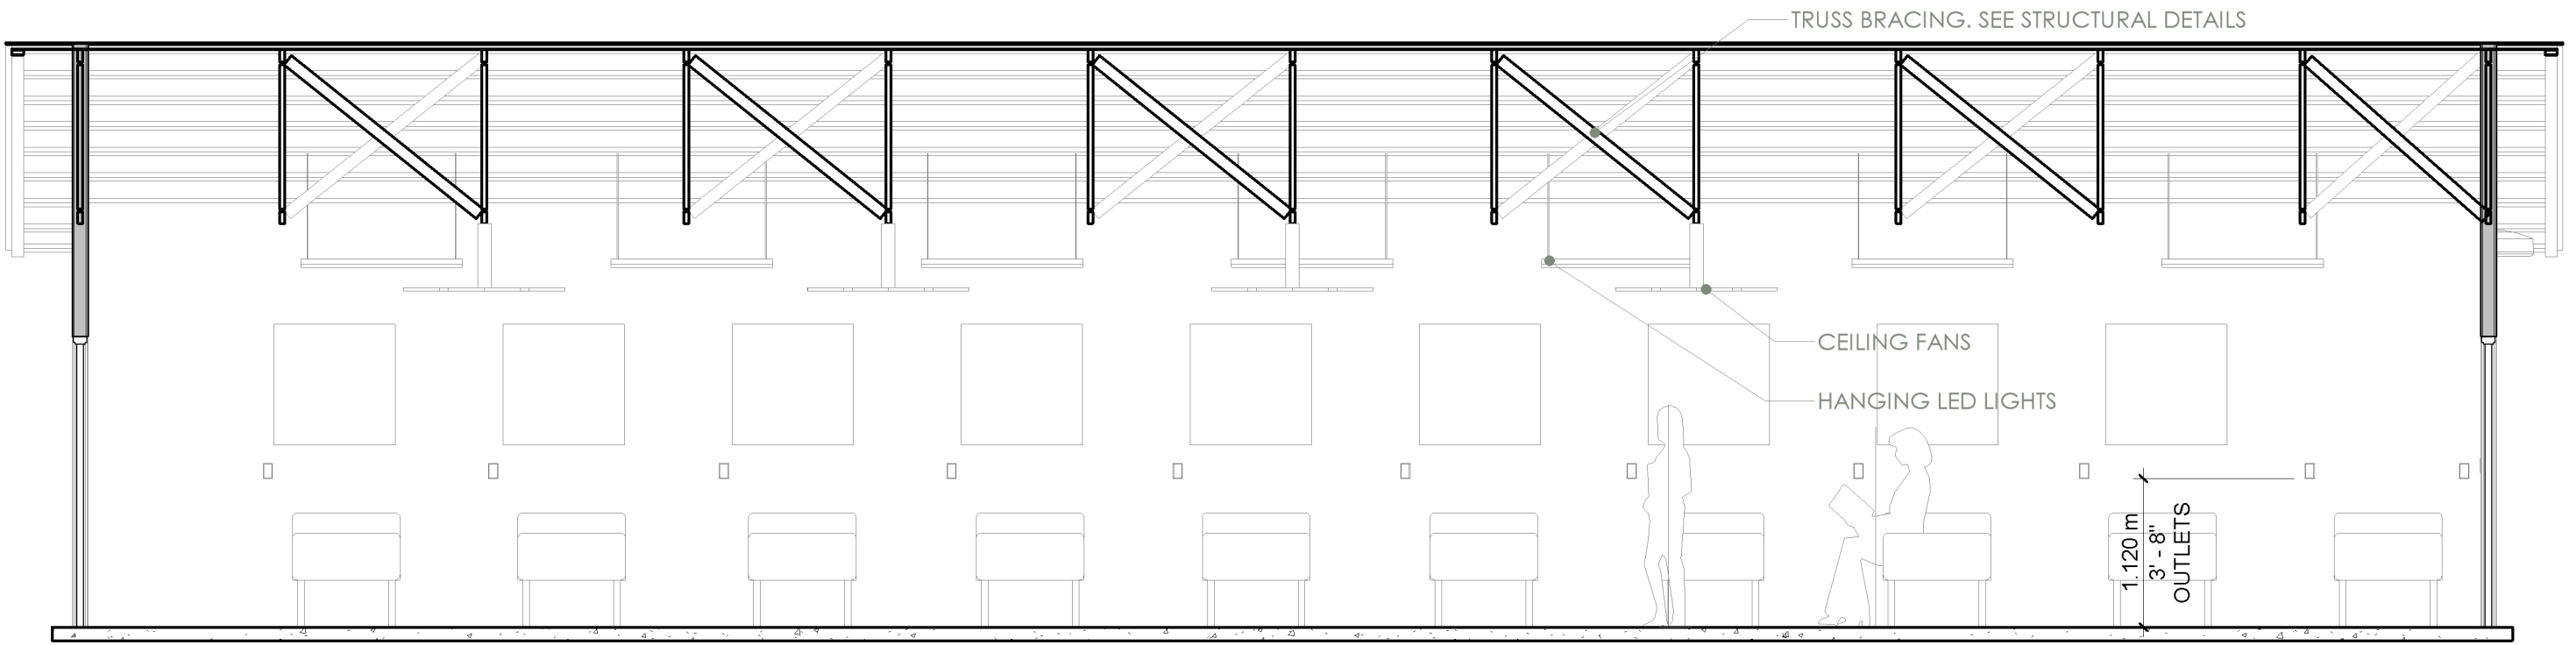 TRUSS BRACING. SEE STRUCTURAL DETAILS
CEILING FANS
HANGING LED LIGHTS
1.120 m
3' - 8"
OUTLETS